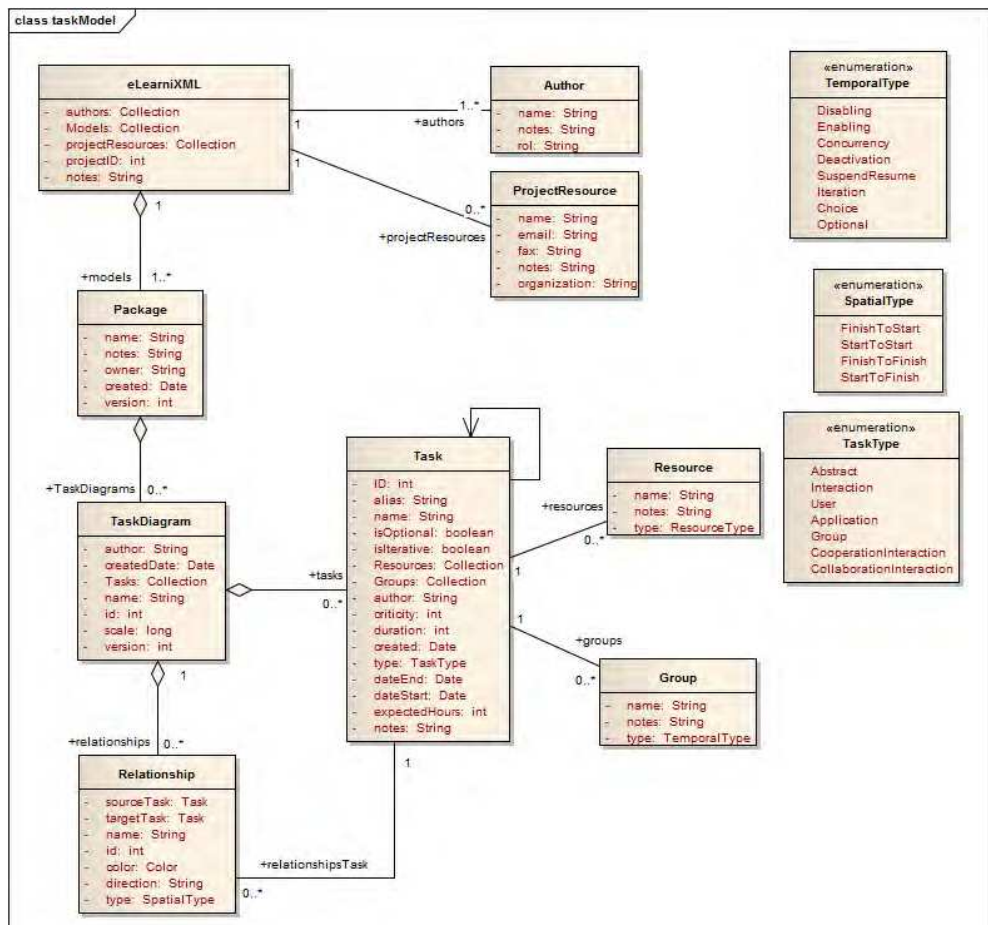 class taskModel
eLearniXML
- authors: Collection
- Models: Collection
- projectResources: Collection
- projectID: int
- notes: String
1
1..*
+authors
1
0..*
+projectResources
1
+models
1..*
Author
- name: String
- notes: String
- rol: String
ProjectResource
- name: String
- email: String
- fax: String
- notes: String
- organization: String
«enumeration»
TemporalType
Disabling
Enabling
Concurrency
Deactivation
SuspendResume
Iteration
Choice
Optional
«enumeration»
SpatialType
FinishToStart
StartToStart
FinishToFinish
StartToFinish
«enumeration»
TaskType
Abstract
Interaction
User
Application
Group
CooperationInteraction
CollaborationInteraction
Package
- name: String
- notes: String
- owner: String
- created: Date
- version: int
+TaskDiagrams
0..*
TaskDiagram
- author: String
- createdDate: Date
- Tasks: Collection
- name: String
- id: int
- scale: long
- version: int
+tasks
0..*
1
+relationships
0..*
Task
- ID: int
- alias: String
- name: String
- isOptional: boolean
- isIterative: boolean
- Resources: Collection
- Groups: Collection
- author: String
- criticity: int
- duration: int
- created: Date
- type: TaskType
- dateEnd: Date
- dateStart: Date
- expectedHours: int
- notes: String
+resources
0..*
1
1
+groups
0..*
Resource
- name: String
- notes: String
- type: ResourceType
Group
- name: String
- notes: String
- type: TemporalType
Relationship
- sourceTask: Task
- targetTask: Task
- name: String
- id: int
- color: Color
- direction: String
- type: SpatialType
1
+relationshipsTask
0..*